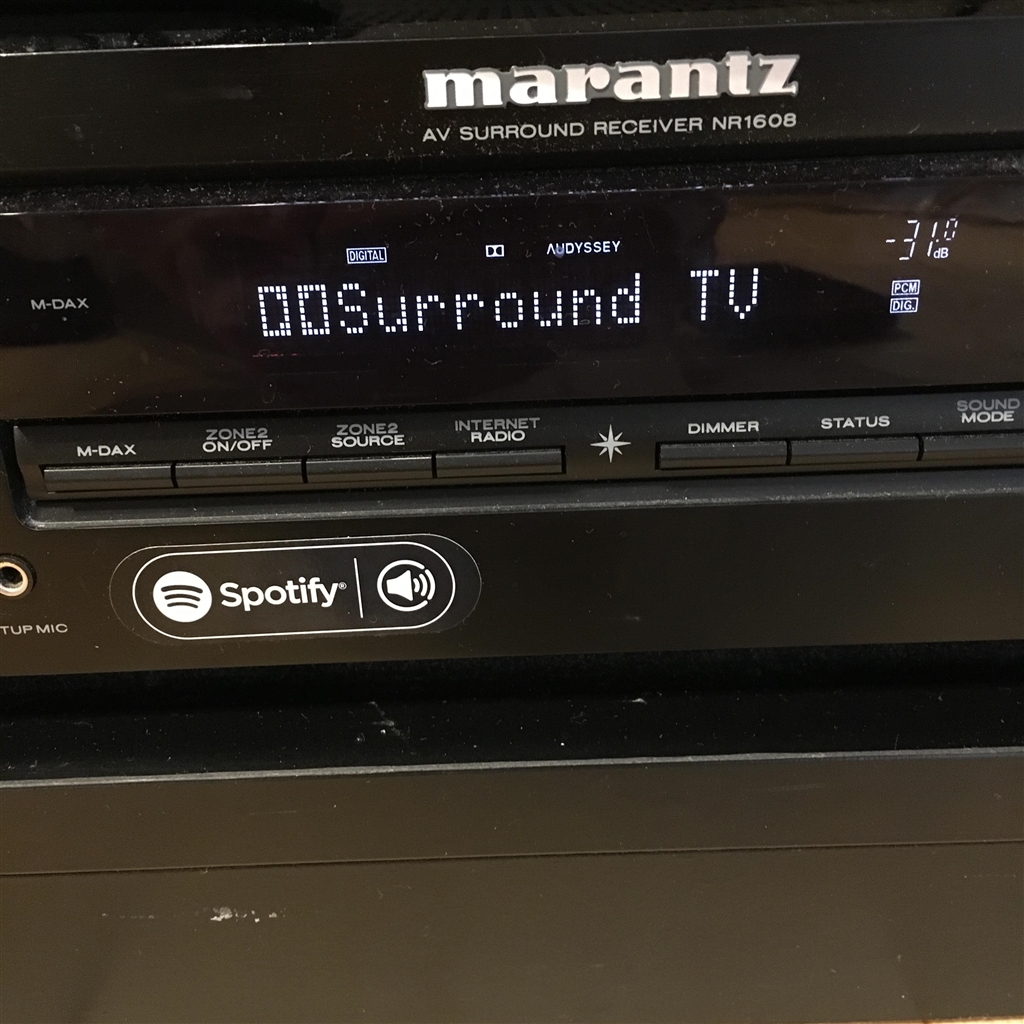 marantz
AV SURROUND RECEIVER NR1608
DIGITAL
AUDYSSEY
-31.0
dB
M-DAX
Surround TV
PCM
DIG.
M-DAX
ZONE2
ON/OFF
ZONE2
SOURCE
INTERNET
RADIO
DIMMER
STATUS
SOUND
MODE
Spotify®
TUP MIC